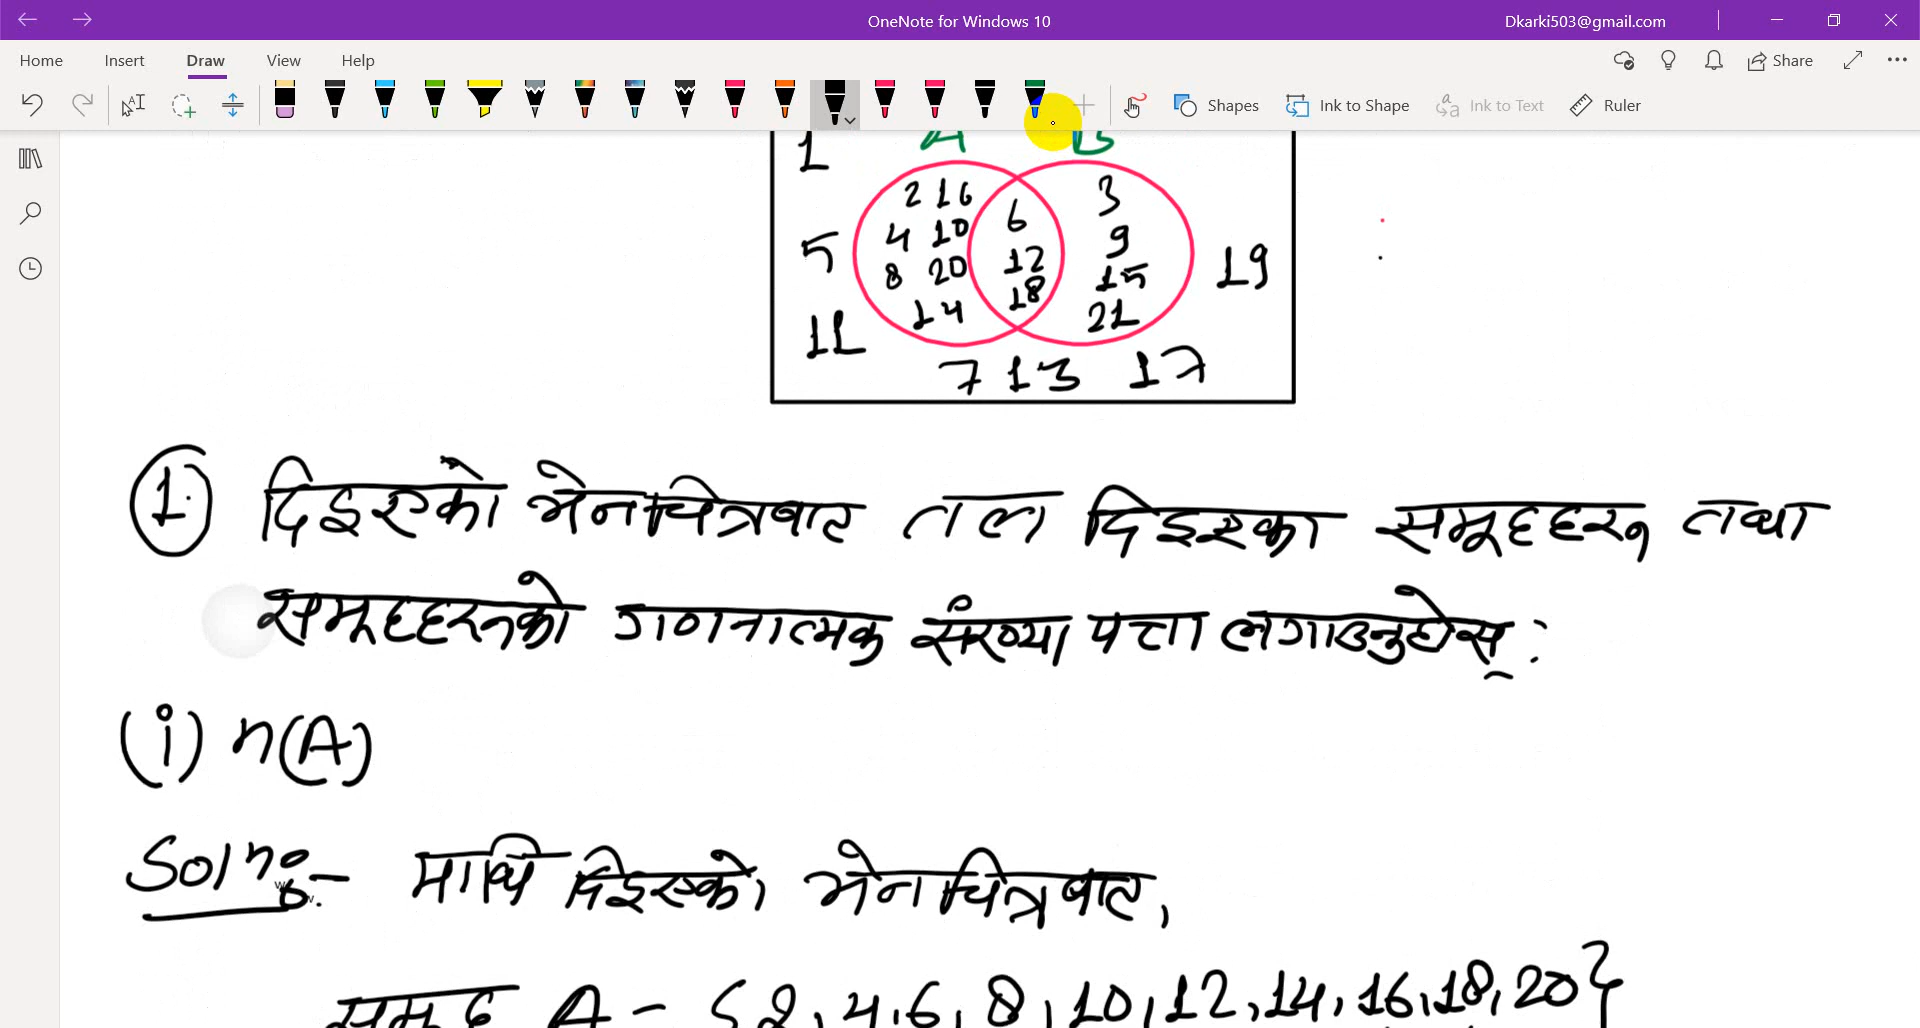 OneNote for Windows 10
Dkarki503@gmail.com
Home Insert Draw View Help
Share
Shapes Ink to Shape Ink to Text Ruler
1 A B
2 16 6 3
4 10 9
5 8 20 12 15 19
14 18 21
11
7 13 17
1. दिइएको भेनचित्रबाट तल दिइएका समूहहरू तथा
समूहहरूको गणनात्मक संख्या पत्ता लगाउनुहोस् :
(i) n(A)
Soln:- माथि दिइएको भेनचित्रबाट,
समूह A = {2, 4, 6, 8, 10, 12, 14, 16, 18, 20}